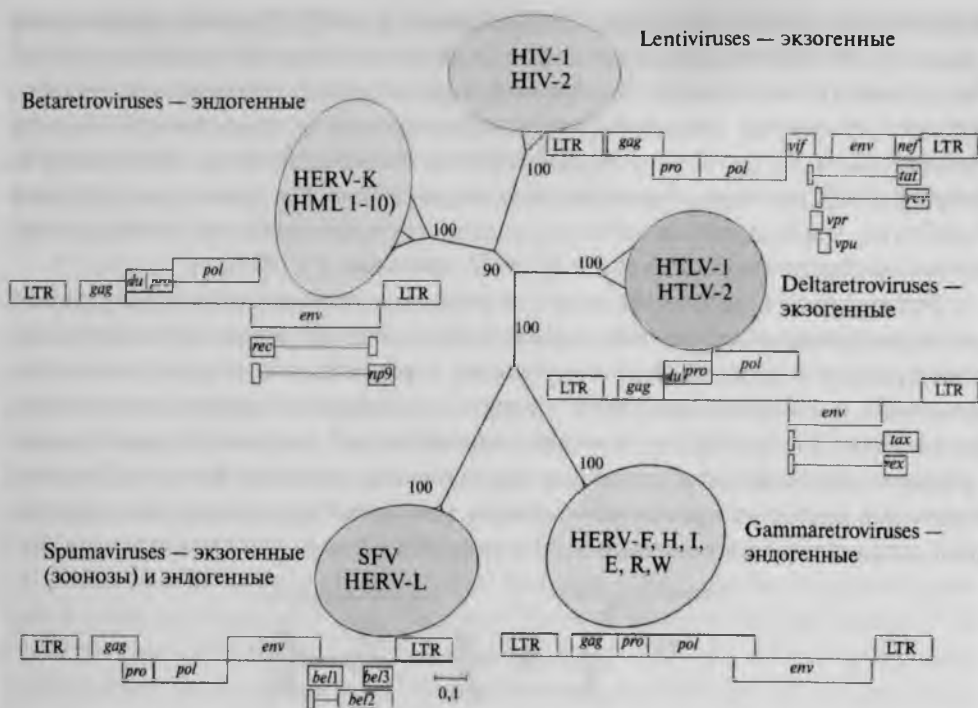 Lentiviruses — экзогенные
HIV-1
HIV-2
LTR gag pro pol vif env nef LTR
tat
rev
vpr
vpu
100
Betaretroviruses — эндогенные
HERV-K
(HML 1-10)
100
90
LTR gag du pro pol LTR
env
rec
np9
100
HTLV-1
HTLV-2
Deltaretroviruses —
экзогенные
100
LTR gag du pro pol LTR
env
tax
rex
100
100
Spumaviruses — экзогенные
(зоонозы) и эндогенные
SFV
HERV-L
HERV-F, H, I,
E, R,W
Gammaretroviruses —
эндогенные
LTR gag pro pol env LTR
bel1 bel3
bel2
0,1
LTR gag pro pol env LTR